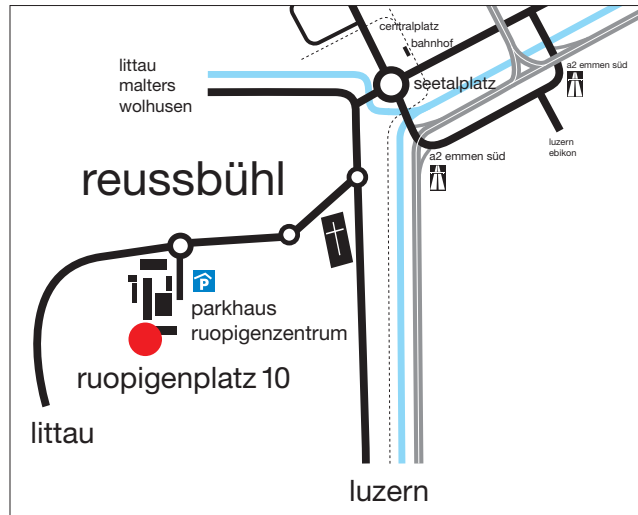 centralplatz
bahnhof
littau
malters
wolhusen
seetalplatz
a2 emmen süd
luzern
ebikon
a2 emmen süd
reussbühl
P
parkhaus
ruopigenzentrum
ruopigenplatz 10
littau
luzern